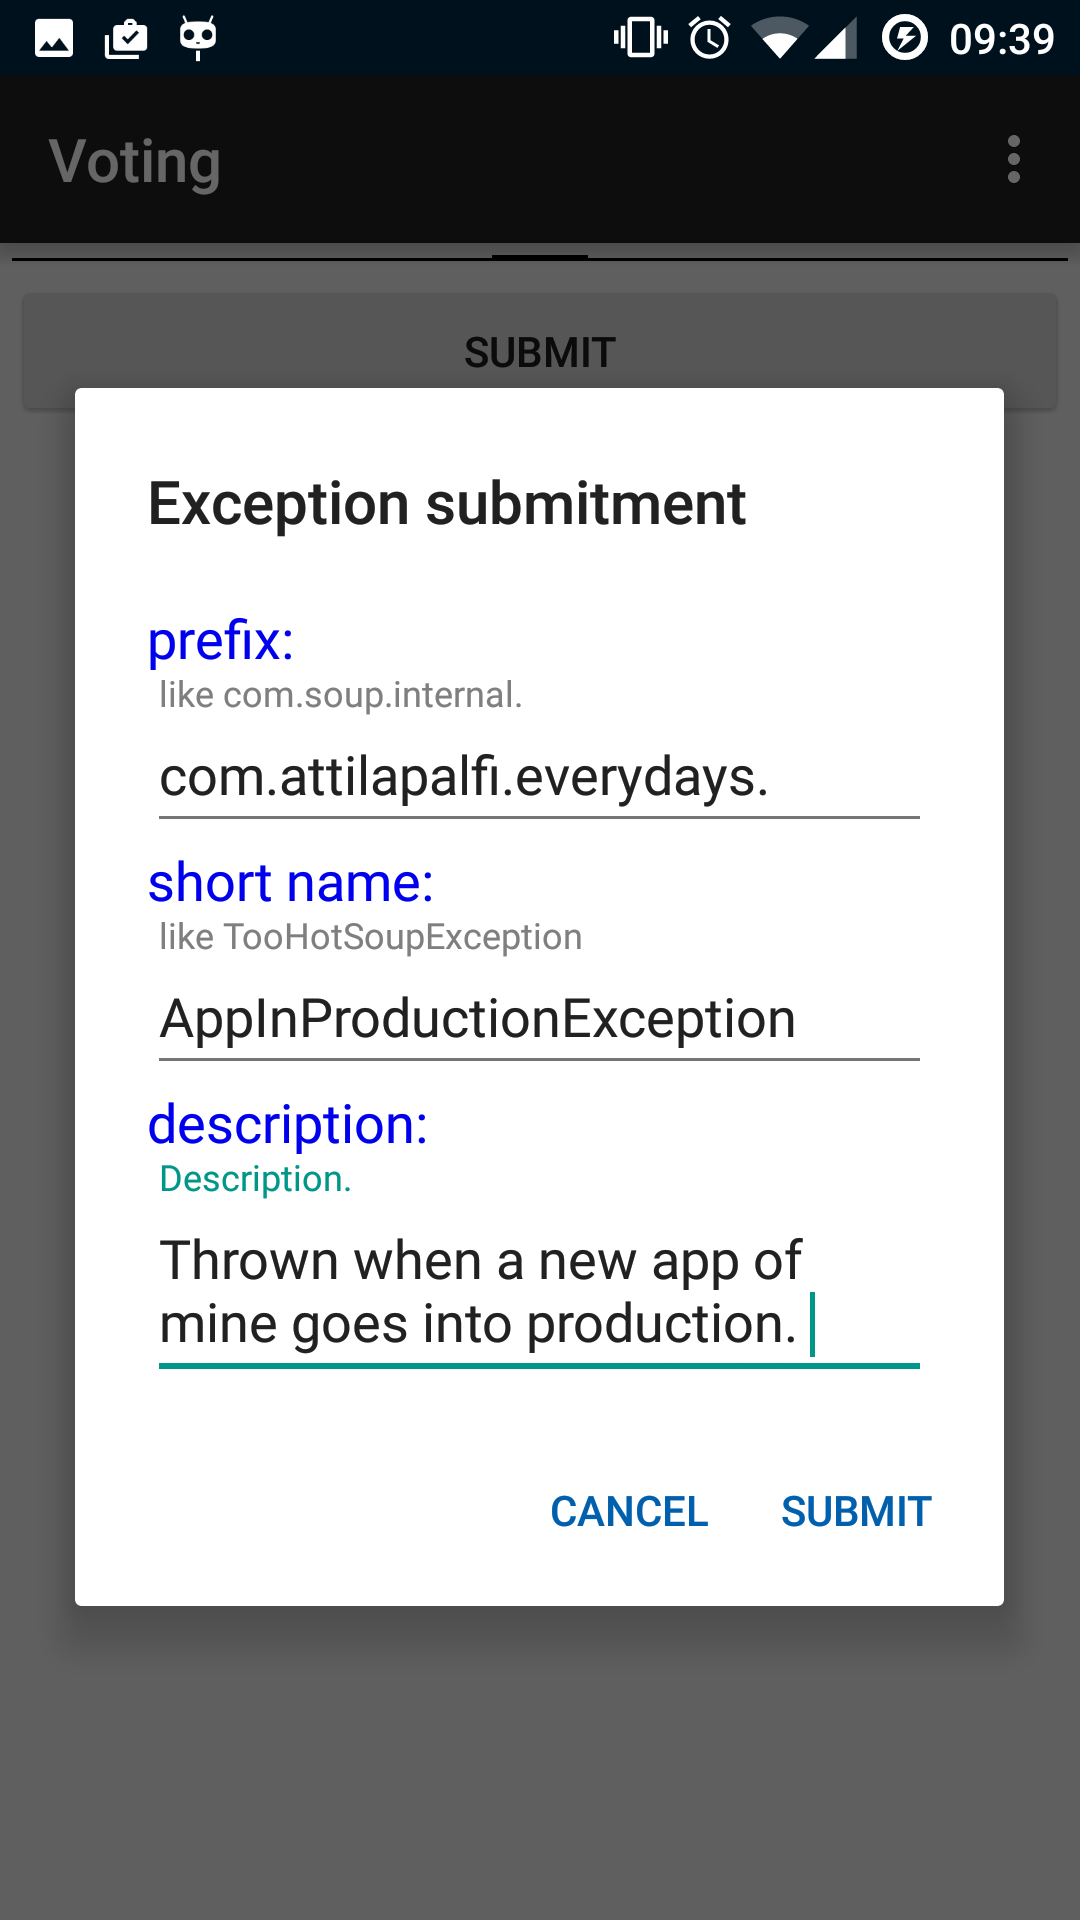 09:39
Voting
SUBMIT
Exception submitment
prefix:
like com.soup.internal.
com.attilapalfi.everydays.
short name:
like TooHotSoupException
AppInProductionException
description:
Description.
Thrown when a new app of
mine goes into production.
CANCEL SUBMIT